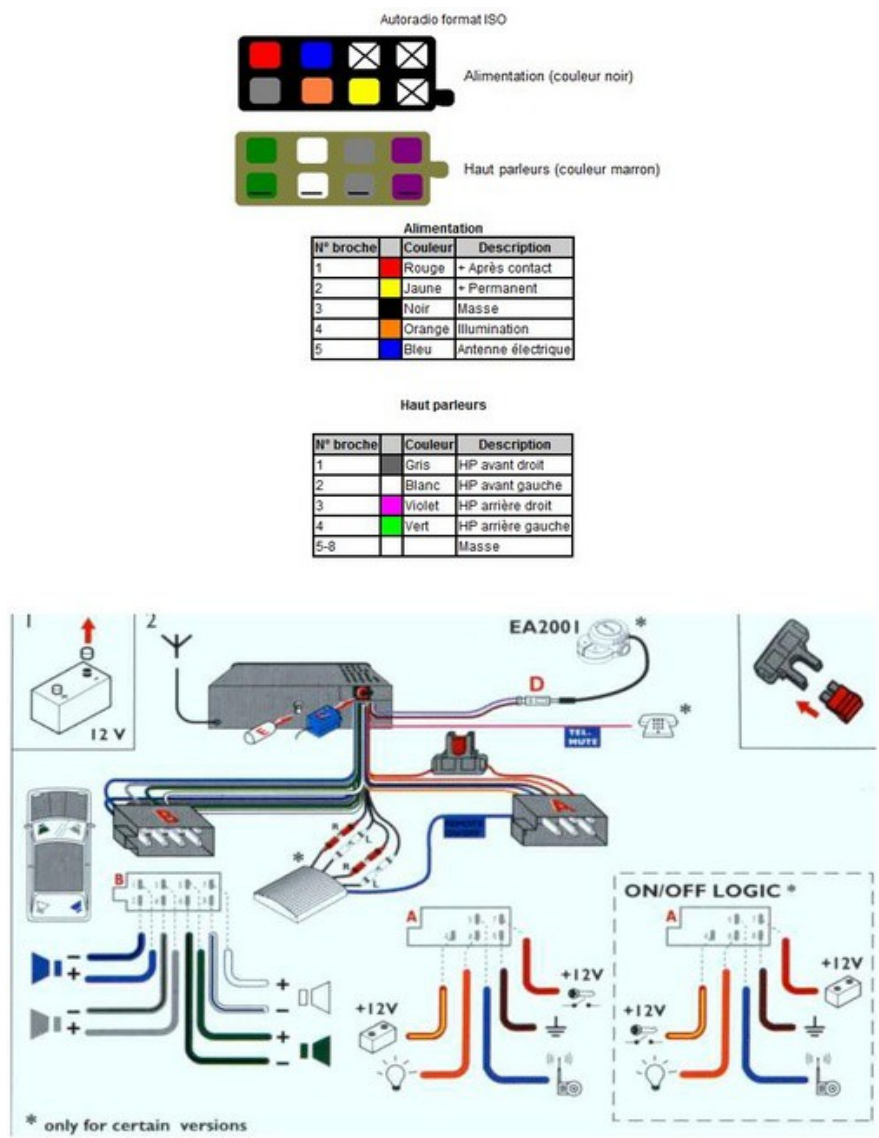 Autoradio format ISO
Alimentation (couleur noir)
Haut parleurs (couleur marron)
Alimentation
N° broche Couleur Description
1 Rouge + Après contact
2 Jaune + Permanent
3 Noir Masse
4 Orange Illumination
5 Bleu Antenne électrique
Haut parleurs
N° broche Couleur Description
1 Gris HP avant droit
2 Blanc HP avant gauche
3 Violet HP arrière droit
4 Vert HP arrière gauche
5-8 Masse
1
2
EA2001 *
D
*
12 V
E
TEL.
MUTE
B
A
R
L
R
L
*
B
A
ON/OFF LOGIC *
A
-
+
-
+
+
-
+
-
+12V
+12V
+12V
+12V
* only for certain versions